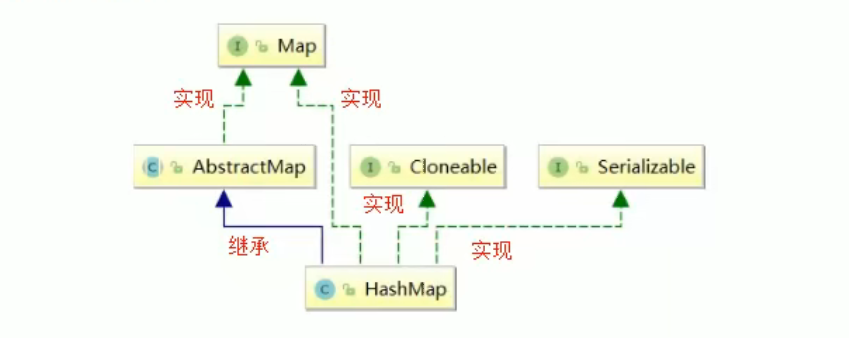 I Map
实现 实现
C AbstractMap I Cloneable I Serializable
实现
继承 实现
C HashMap